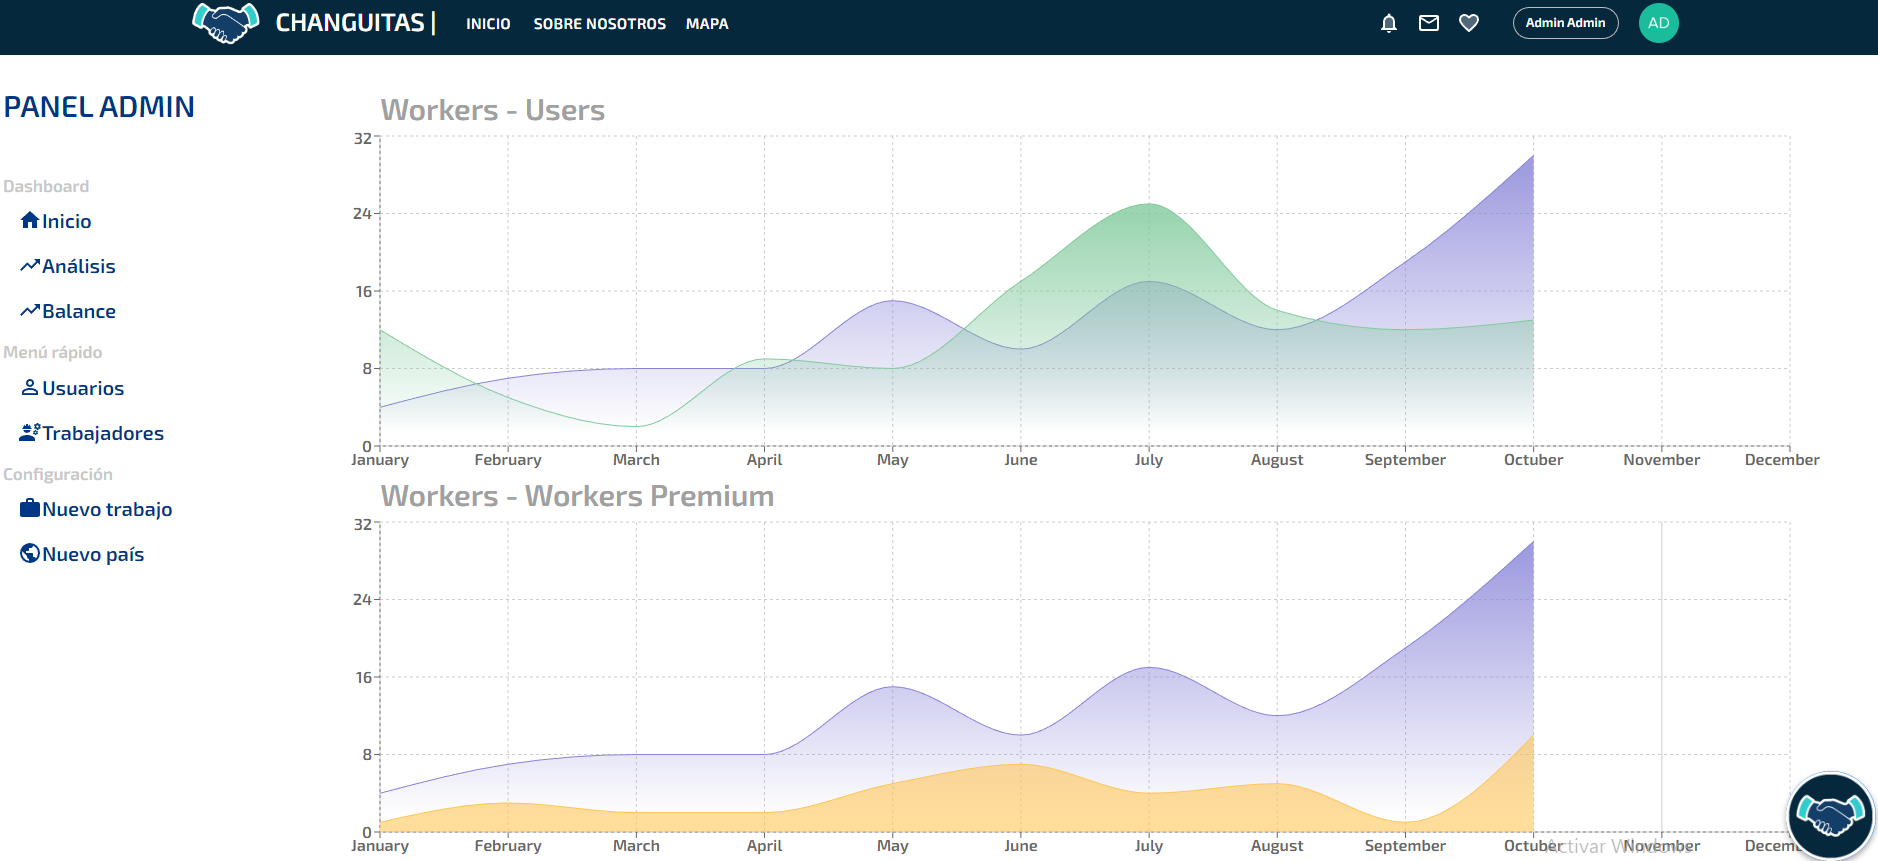 CHANGUITAS | INICIO SOBRE NOSOTROS MAPA Admin Admin AD
PANEL ADMIN
Dashboard
Inicio
Análisis
Balance
Menú rápido
Usuarios
Trabajadores
Configuración
Nuevo trabajo
Nuevo país
Workers - Users
32
24
16
8
0
January February March April May June July August September Octuber November December
Workers - Workers Premium
32
24
16
8
0
January February March April May June July August September Octuber November Decem
Activar Windows